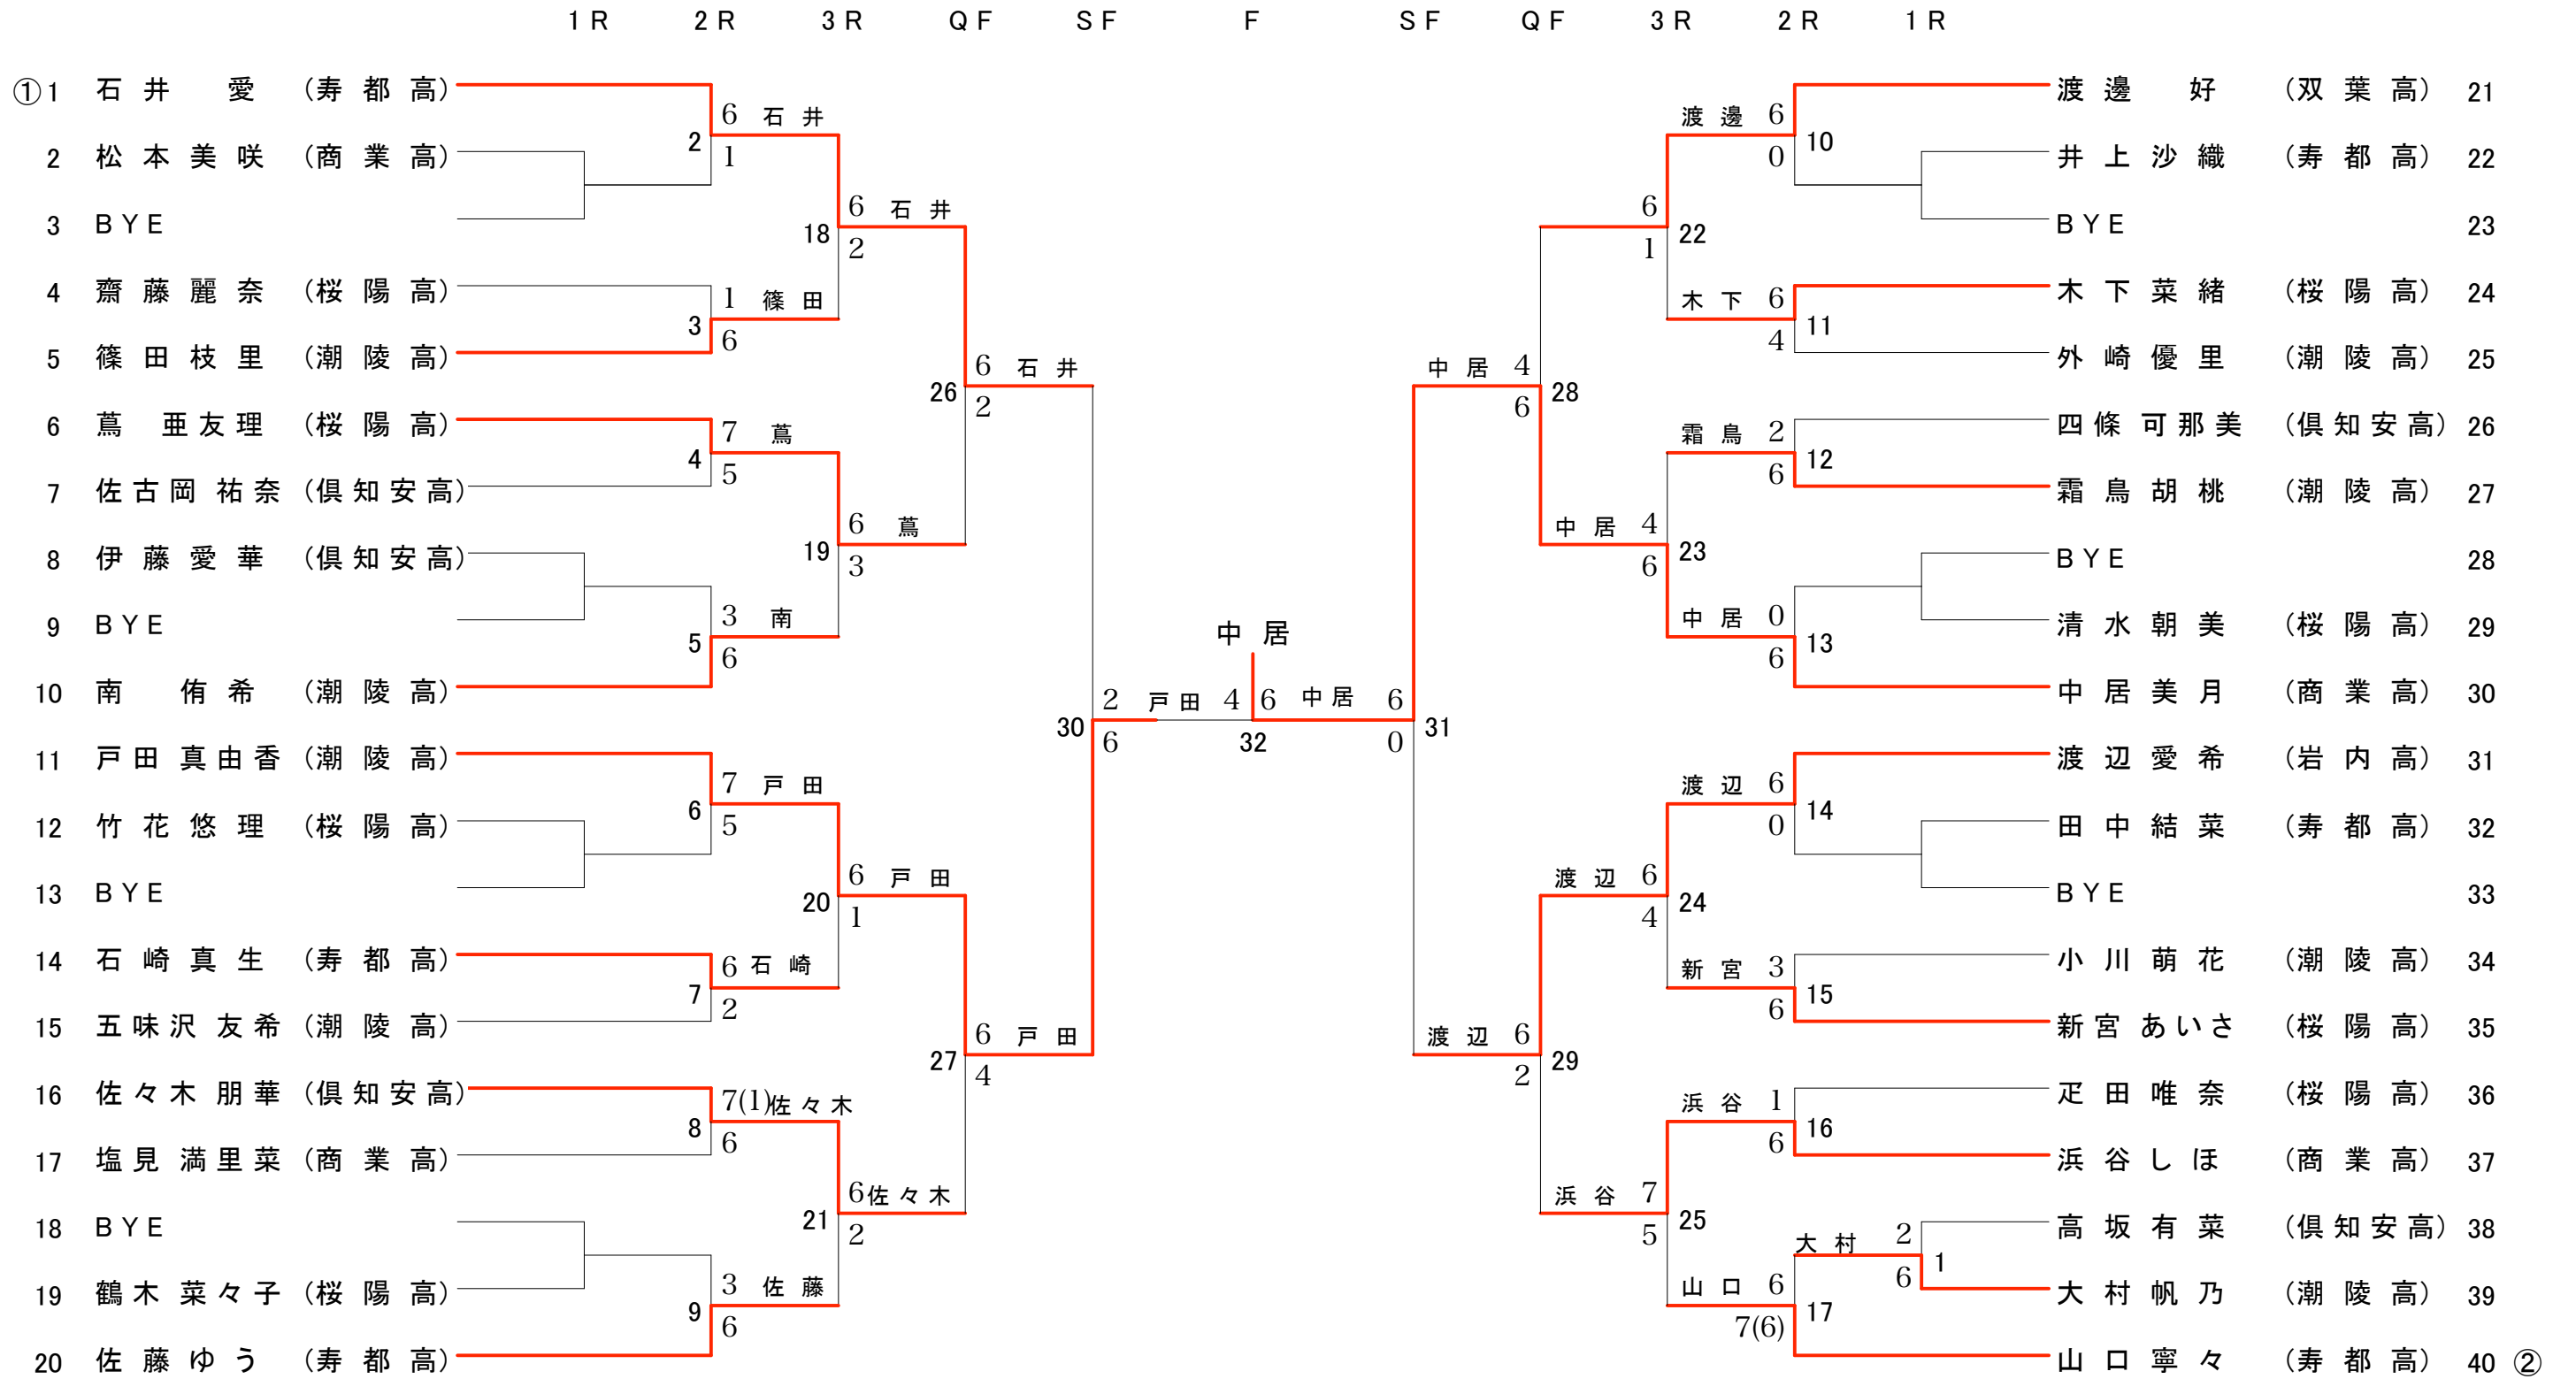 1R 2R 3R QF SF F SF QF 3R 2R 1R
① 1 石井 愛 (寿都高)
2 松本美咲 (商業高)
3 BYE
4 齋藤麗奈 (桜陽高)
5 篠田枝里 (潮陵高)
6 蔦 亜友理 (桜陽高)
7 佐古岡 祐奈 (倶知安高)
8 伊藤愛華 (倶知安高)
9 BYE
10 南 侑希 (潮陵高)
11 戸田 真由香 (潮陵高)
12 竹花悠理 (桜陽高)
13 BYE
14 石崎真生 (寿都高)
15 五味沢 友希 (潮陵高)
16 佐々木 朋華 (倶知安高)
17 塩見 満里菜 (商業高)
18 BYE
19 鶴木 菜々子 (桜陽高)
20 佐藤ゆう (寿都高)
2 6 石井 1
3 1 篠田 6
4 7 蔦 5
5 3 南 6
6 7 戸田 5
7 6 石崎 2
8 7(1) 佐々木 6
9 3 佐藤 6
18 6 石井 2
19 6 蔦 3
20 6 戸田 1
21 6 佐々木 2
26 6 石井 2
27 6 戸田 4
30 2 戸田 6
中居
4 6
32
中居 6 31 0
中居 4 28 6
渡辺 6 29 2
6 22 1
中居 4 23 6
渡辺 6 24 4
浜谷 7 25 5
渡邊 6 10 0
木下 6 11 4
霜鳥 2 12 6
中居 0 13 6
渡辺 6 14 0
新宮 3 15 6
浜谷 1 16 6
山口 6 17 7(6)
大村 2 1 6
渡邊 好 (双葉高) 21
井上沙織 (寿都高) 22
BYE 23
木下菜緒 (桜陽高) 24
外崎優里 (潮陵高) 25
四條 可那美 (倶知安高) 26
霜鳥胡桃 (潮陵高) 27
BYE 28
清水朝美 (桜陽高) 29
中居美月 (商業高) 30
渡辺愛希 (岩内高) 31
田中結菜 (寿都高) 32
BYE 33
小川萌花 (潮陵高) 34
新宮 あいさ (桜陽高) 35
疋田唯奈 (桜陽高) 36
浜谷しほ (商業高) 37
高坂有菜 (倶知安高) 38
大村帆乃 (潮陵高) 39
山口寧々 (寿都高) 40 ②